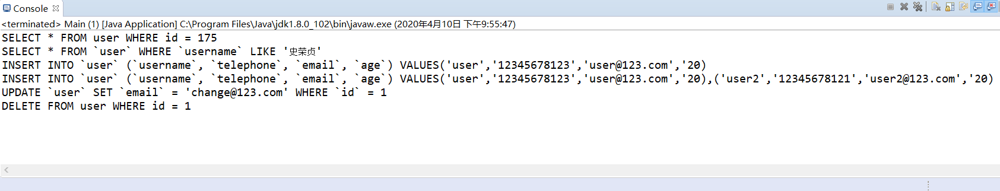 Console
<terminated> Main (1) [Java Application] C:\Program Files\Java\jdk1.8.0_102\bin\javaw.exe (2020年4月10日 下午9:55:47)
SELECT * FROM user WHERE id = 175
SELECT * FROM `user` WHERE `username` LIKE '史荣贞'
INSERT INTO `user` (`username`, `telephone`, `email`, `age`) VALUES('user','12345678123','user@123.com','20)
INSERT INTO `user` (`username`, `telephone`, `email`, `age`) VALUES('user','12345678123','user@123.com','20),('user2','12345678121','user2@123.com','20)
UPDATE `user` SET `email` = 'change@123.com' WHERE `id` = 1
DELETE FROM user WHERE id = 1